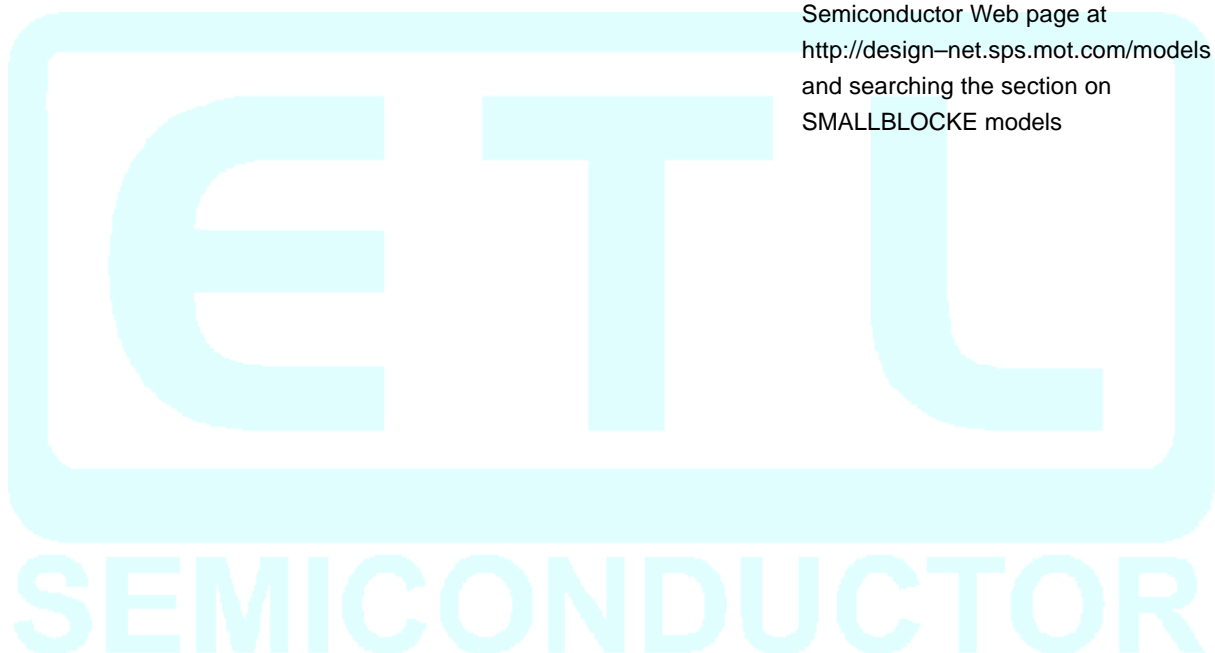 Semiconductor Web page at
http://design–net.sps.mot.com/models
and searching the section on
SMALLBLOCKE models
ETL
SEMICONDUCTOR